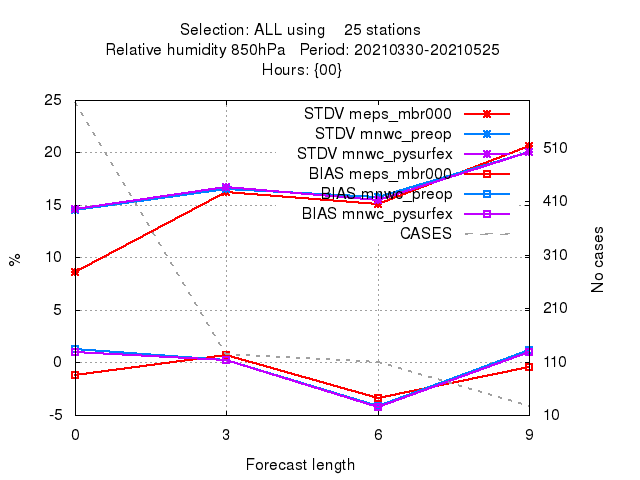 Selection: ALL using 25 stations
Relative humidity 850hPa Period: 20210330-20210525
Hours: {00}
STDV meps_mbr000
STDV mnwc_preop
STDV mnwc_pysurfex
BIAS meps_mbr000
BIAS mnwc_preop
BIAS mnwc_pysurfex
CASES
25
20
15
10
5
0
-5
%
510
410
310
210
110
10
No cases
0 3 6 9
Forecast length